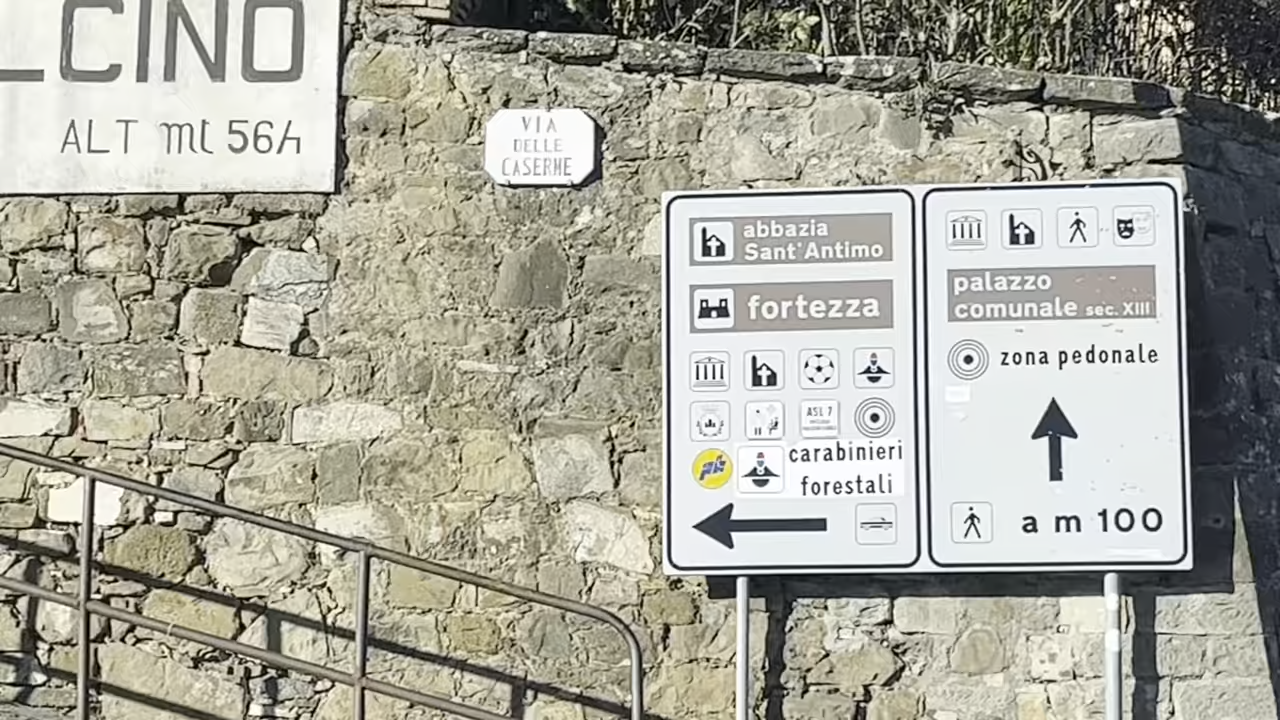 LCINO
ALT mt 564
VIA
DELLE
CASERME
abbazia
Sant'Antimo
fortezza
ASL 7
carabinieri
forestali
palazzo
comunale sec. XIII
zona pedonale
a m 100